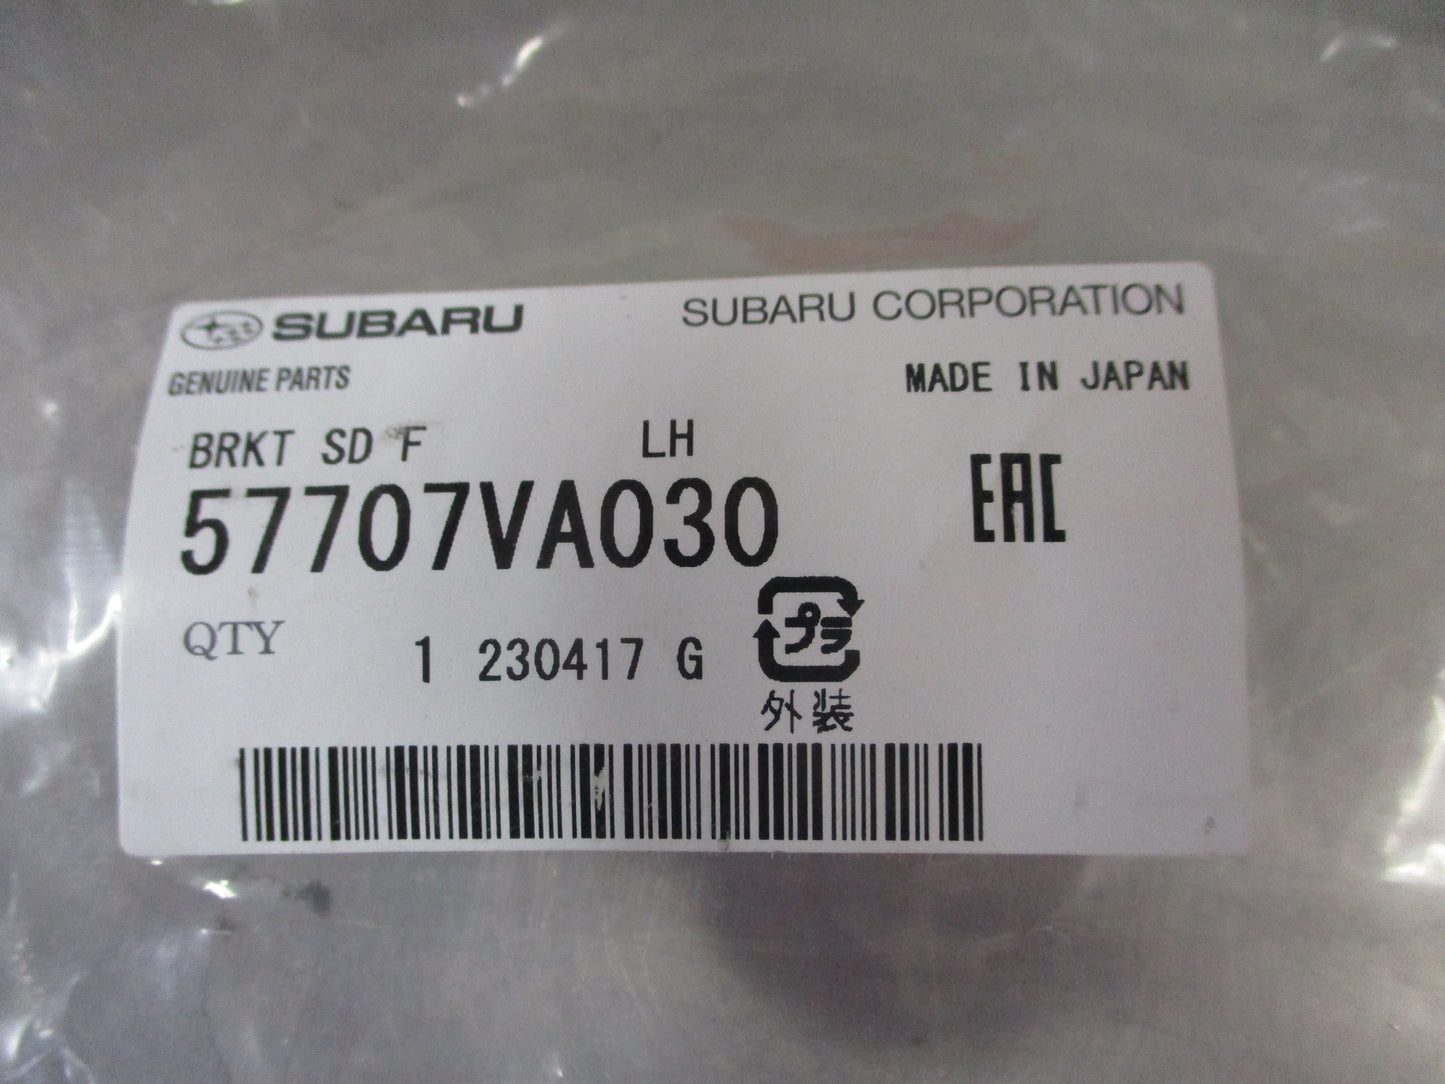 SUBARU SUBARU CORPORATION
GENUINE PARTS MADE IN JAPAN
BRKT SD F LH
57707VA030 EAC
プラ
QTY 1 230417 G
外装